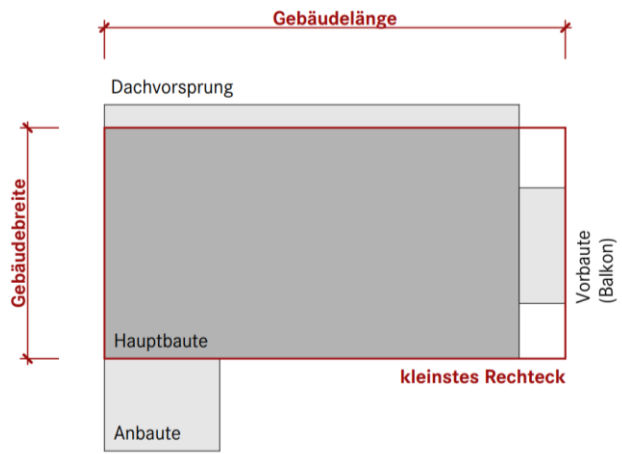 Gebäudelänge
Dachvorsprung
Gebäudebreite
Vorbaute
(Balkon)
Hauptbaute
kleinstes Rechteck
Anbaute